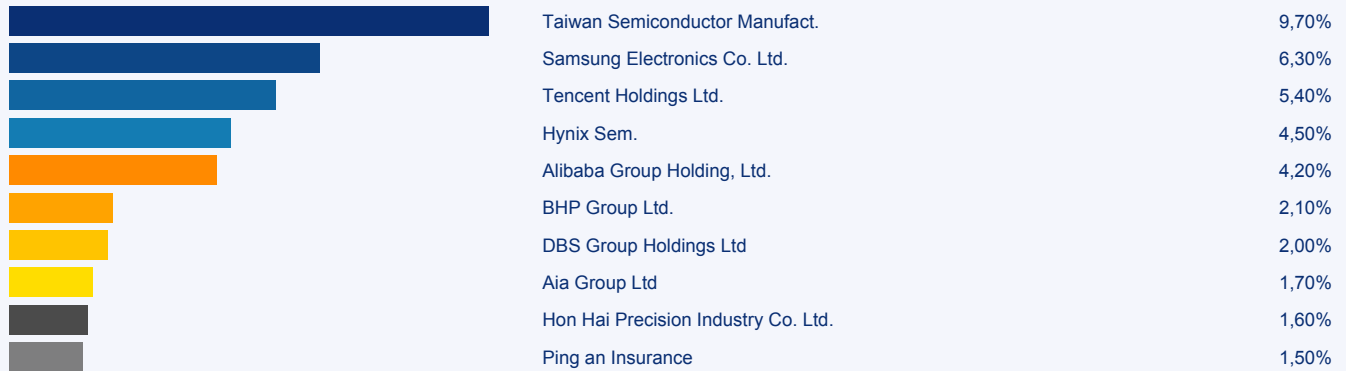 Taiwan Semiconductor Manufact. 9,70%
Samsung Electronics Co. Ltd. 6,30%
Tencent Holdings Ltd. 5,40%
Hynix Sem. 4,50%
Alibaba Group Holding, Ltd. 4,20%
BHP Group Ltd. 2,10%
DBS Group Holdings Ltd 2,00%
Aia Group Ltd 1,70%
Hon Hai Precision Industry Co. Ltd. 1,60%
Ping an Insurance 1,50%